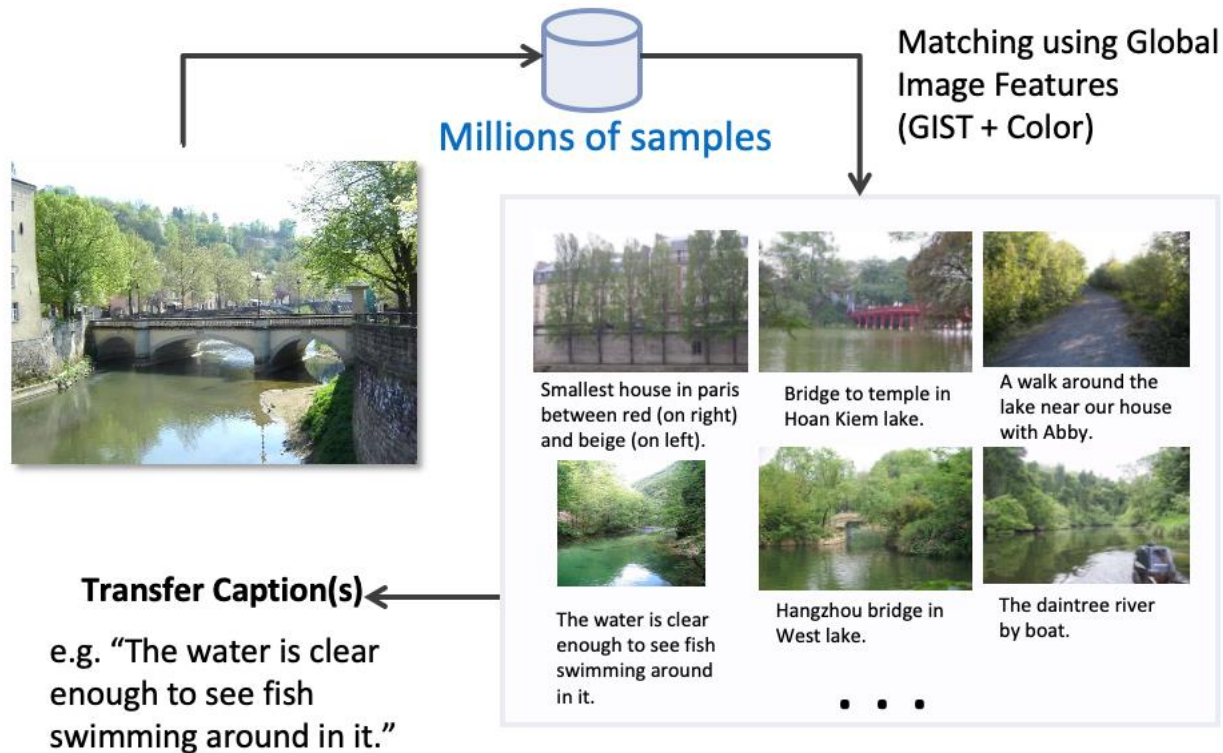 Matching using Global
Image Features
(GIST + Color)
Millions of samples
Smallest house in paris
between red (on right)
and beige (on left).
Bridge to temple in
Hoan Kiem lake.
A walk around the
lake near our house
with Abby.
The water is clear
enough to see fish
swimming around
in it.
Hangzhou bridge in
West lake.
The daintree river
by boat.
. . .
Transfer Caption(s)
e.g. “The water is clear
enough to see fish
swimming around in it.”